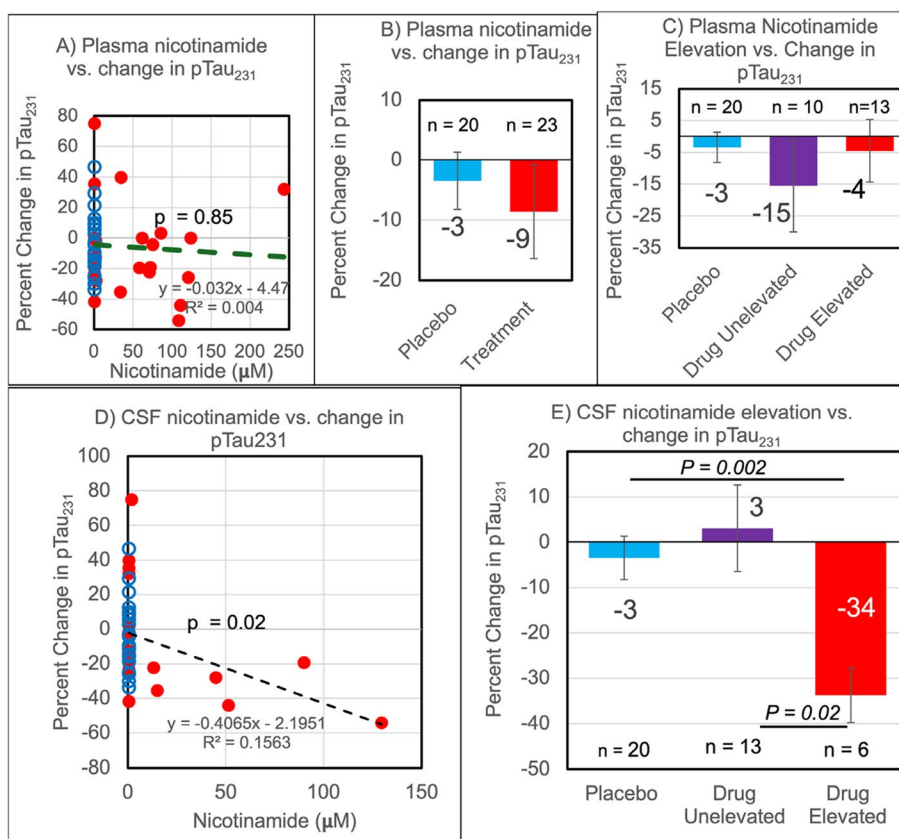 A) Plasma nicotinamide
vs. change in pTau231
Percent Change in pTau231
80
60
40
20
0
-20
-40
-60
p = 0.85
y = -0.032x - 4.47
R² = 0.004
0 50 100 150 200 250
Nicotinamide (µM)
B) Plasma nicotinamide
vs. change in pTau231
Percent Change in pTau231
10
0
-10
-20
n = 20 n = 23
-3
-9
Placebo
Treatment
C) Plasma Nicotinamide
Elevation vs. Change in
pTau231
Percent Change in pTau231
15
5
-5
-15
-25
-35
n = 20 n = 10 n=13
-3
-15
-4
Placebo
Drug Unelevated
Drug Elevated
D) CSF nicotinamide vs. change in
pTau231
Percent Change in pTau231
100
80
60
40
20
0
-20
-40
-60
-80
p = 0.02
y = -0.4065x - 2.1951
R² = 0.1563
0 50 100 150
Nicotinamide (µM)
E) CSF nicotinamide elevation vs.
change in pTau231
Percent Change in pTau231
20
10
0
-10
-20
-30
-40
-50
P = 0.002
3
-3
-34
P = 0.02
n = 20 n = 13 n = 6
Placebo Drug Drug
Unelevated Elevated